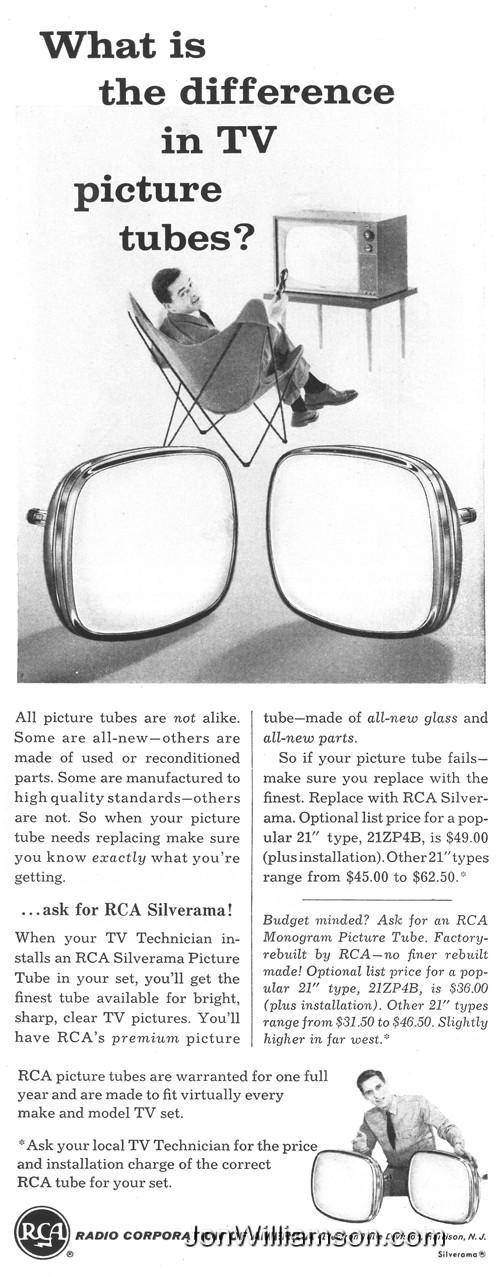 What is
the difference
in TV
picture
tubes?
All picture tubes are not alike.
Some are all-new—others are
made of used or reconditioned
parts. Some are manufactured to
high quality standards—others
are not. So when your picture
tube needs replacing make sure
you know exactly what you're
getting.
...ask for RCA Silverama!
When your TV Technician in-
stalls an RCA Silverama Picture
Tube in your set, you'll get the
finest tube available for bright,
sharp, clear TV pictures. You'll
have RCA's premium picture
tube—made of all-new glass and
all-new parts.
So if your picture tube fails—
make sure you replace with the
finest. Replace with RCA Silver-
ama. Optional list price for a pop-
ular 21″ type, 21ZP4B, is $49.00
(plus installation). Other 21″ types
range from $45.00 to $62.50.*
Budget minded? Ask for an RCA
Monogram Picture Tube. Factory-
rebuilt by RCA—no finer rebuilt
made! Optional list price for a pop-
ular 21″ type, 21ZP4B, is $36.00
(plus installation). Other 21″ types
range from $31.50 to $46.50. Slightly
higher in far west.*
RCA picture tubes are warranted for one full
year and are made to fit virtually every
make and model TV set.
*Ask your local TV Technician for the price
and installation charge of the correct
RCA tube for your set.
RCA ®
RADIO CORPORATION N. J.
JonWilliamson.com
Silverama®